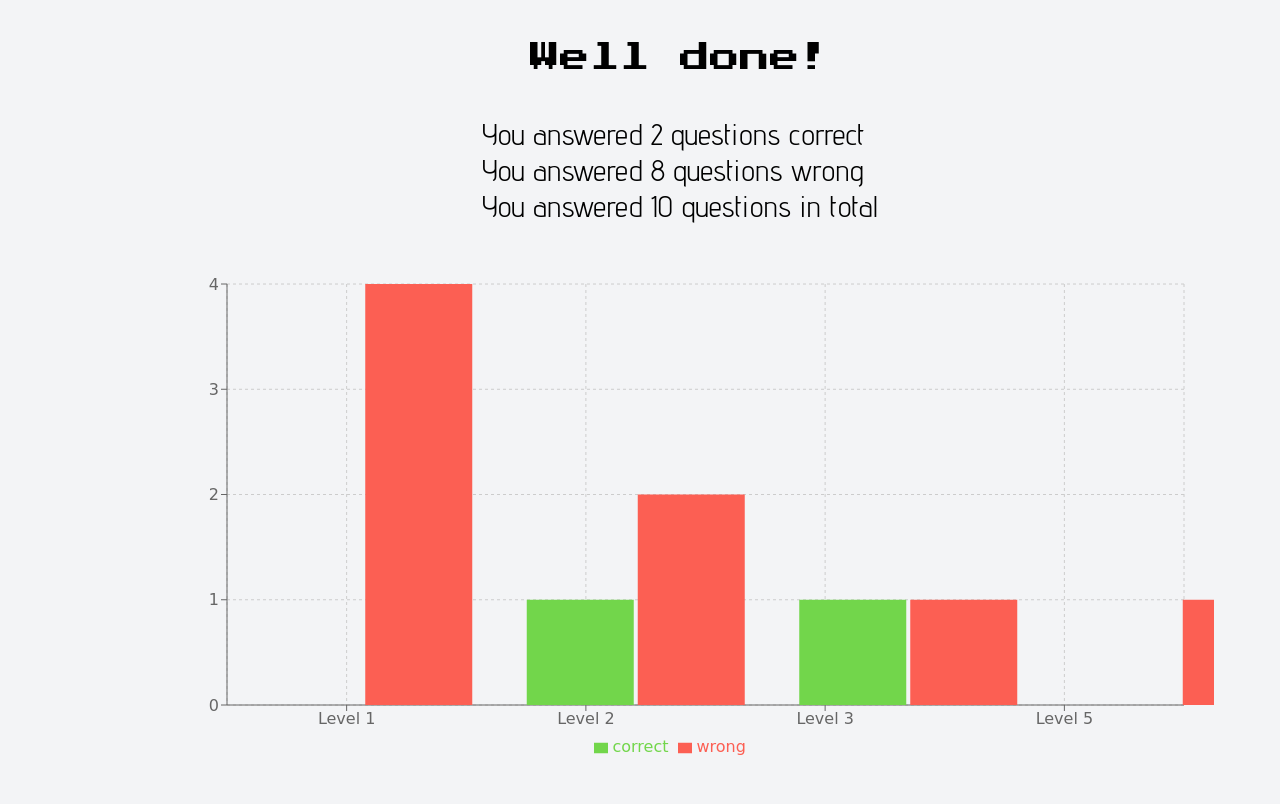 Well done!
You answered 2 questions correct
You answered 8 questions wrong
You answered 10 questions in total
4
3
2
1
0
Level 1 Level 2 Level 3 Level 5
correct wrong